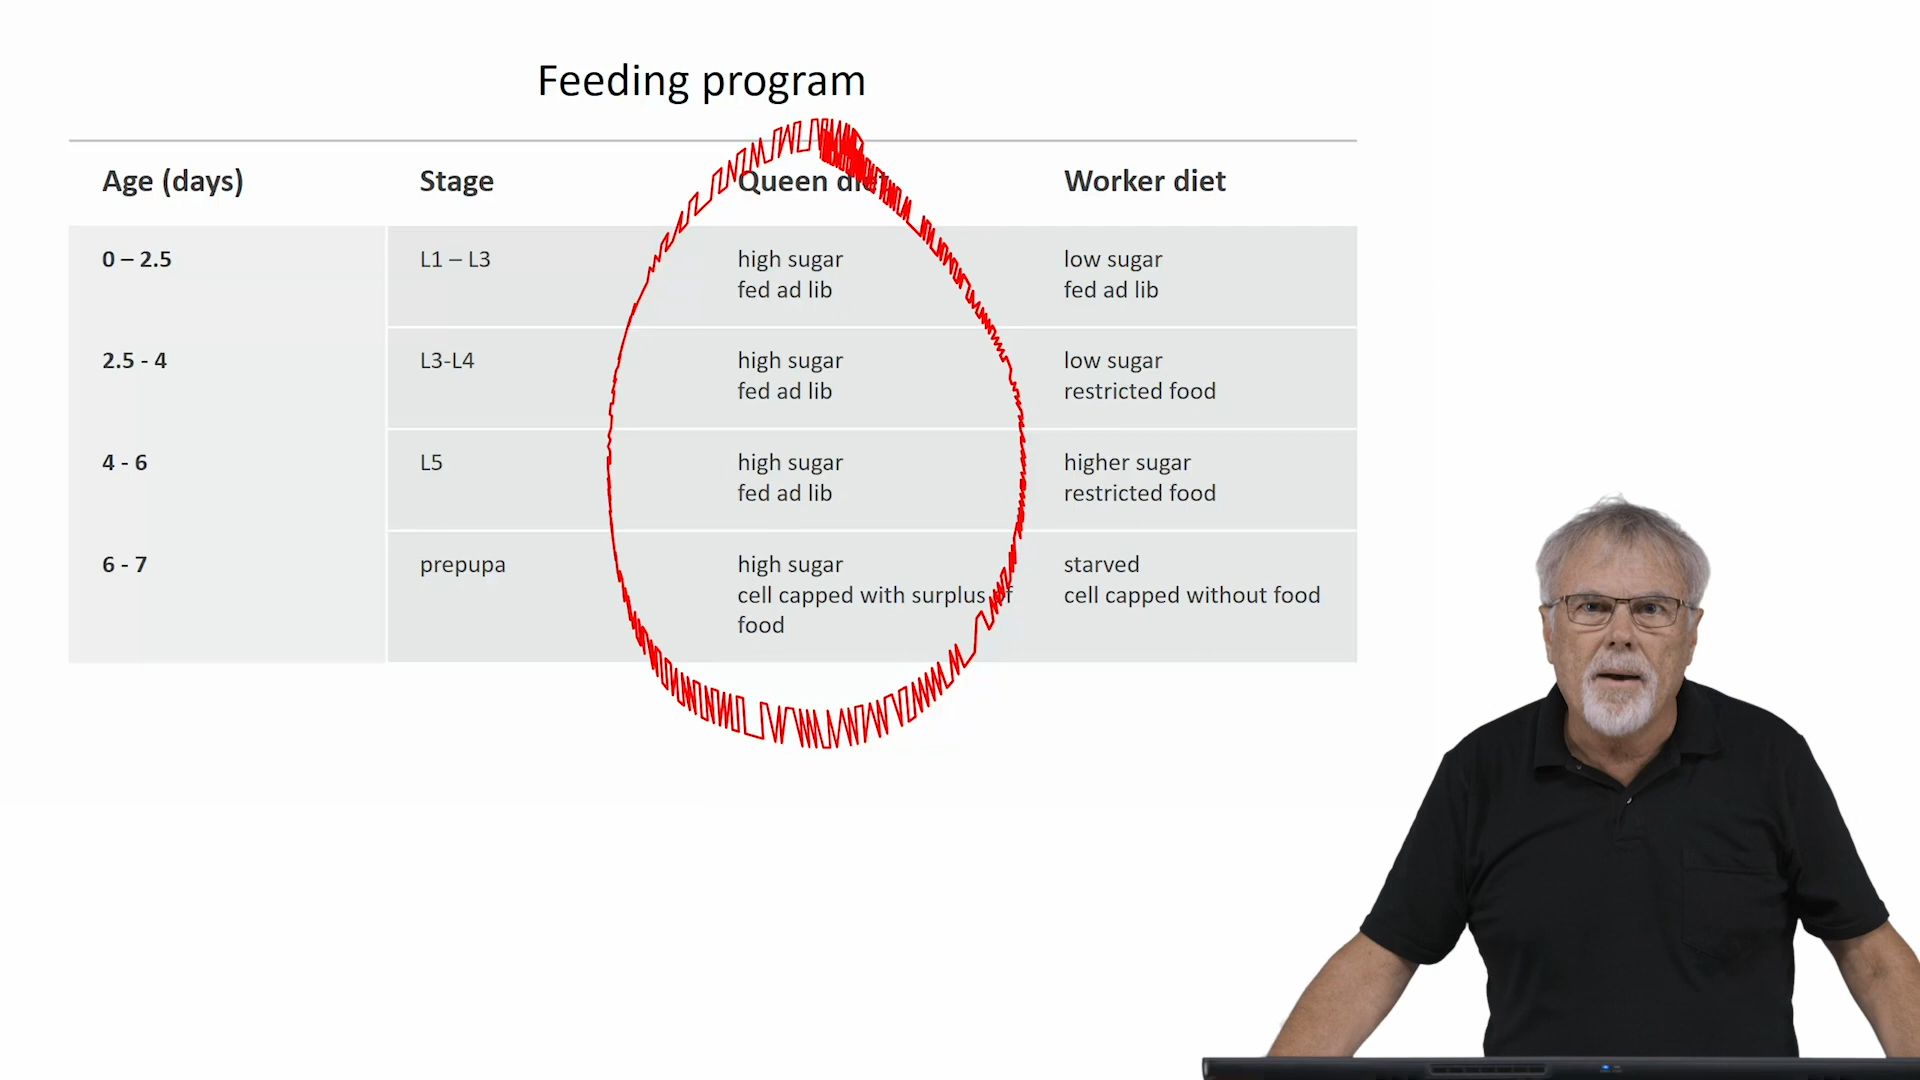 Feeding program
Age (days) Stage Queen diet Worker diet
0 – 2.5 L1 – L3 high sugar low sugar
fed ad lib fed ad lib
2.5 - 4 L3-L4 high sugar low sugar
fed ad lib restricted food
4 - 6 L5 high sugar higher sugar
fed ad lib restricted food
6 - 7 prepupa high sugar starved
cell capped with surplus of cell capped without food
food